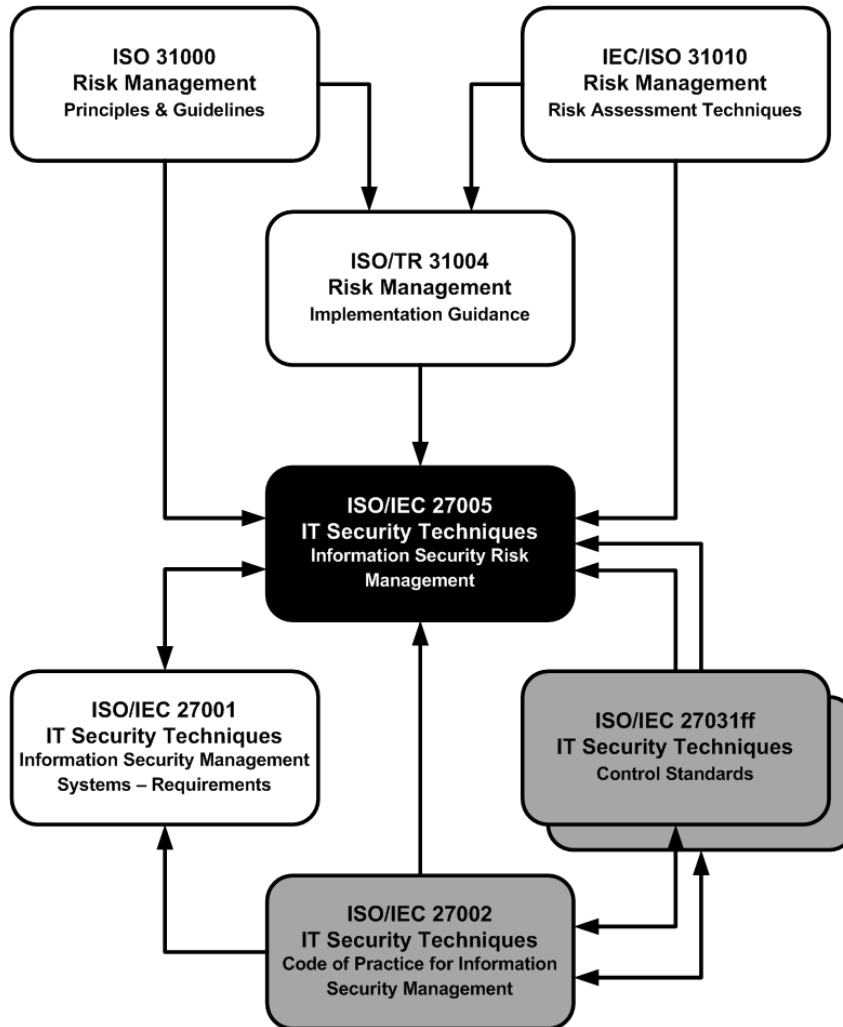 ISO 31000
Risk Management
Principles & Guidelines
IEC/ISO 31010
Risk Management
Risk Assessment Techniques
ISO/TR 31004
Risk Management
Implementation Guidance
ISO/IEC 27005
IT Security Techniques
Information Security Risk
Management
ISO/IEC 27001
IT Security Techniques
Information Security Management
Systems – Requirements
ISO/IEC 27031ff
IT Security Techniques
Control Standards
ISO/IEC 27002
IT Security Techniques
Code of Practice for Information
Security Management